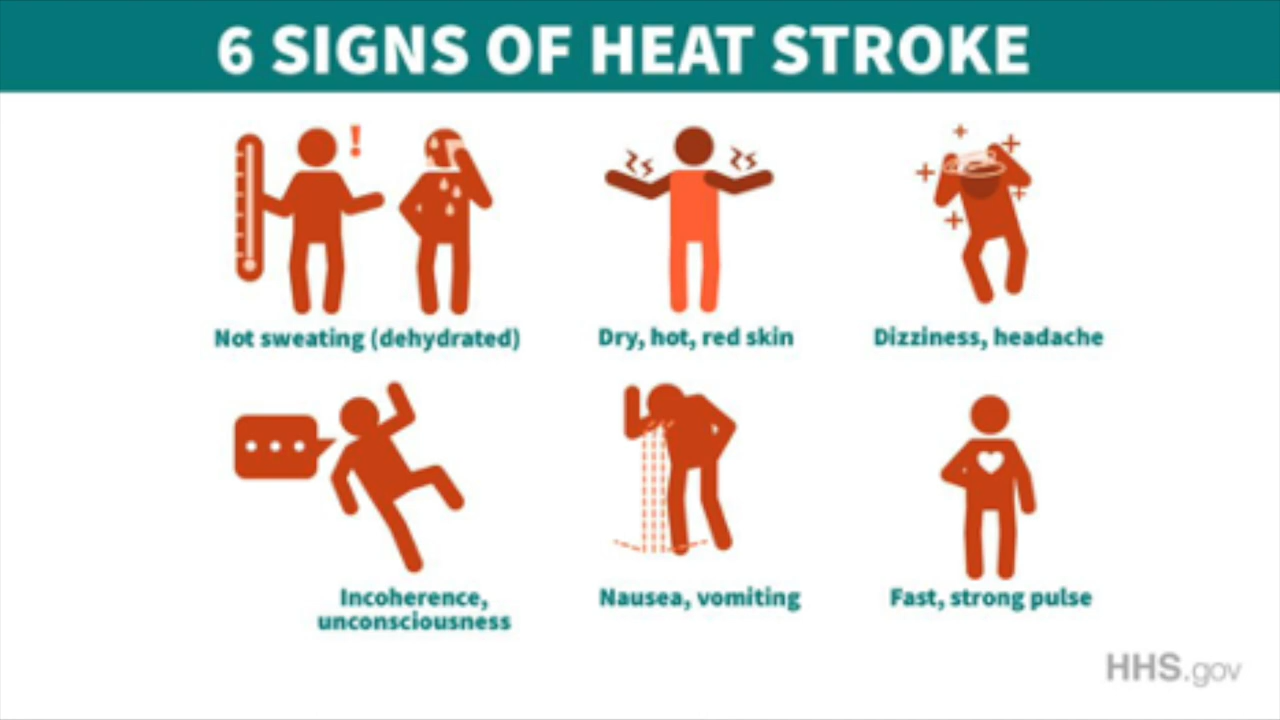 6 SIGNS OF HEAT STROKE
!
Not sweating (dehydrated)
Dry, hot, red skin
Dizziness, headache
Incoherence,
unconsciousness
Nausea, vomiting
Fast, strong pulse
HHS.gov